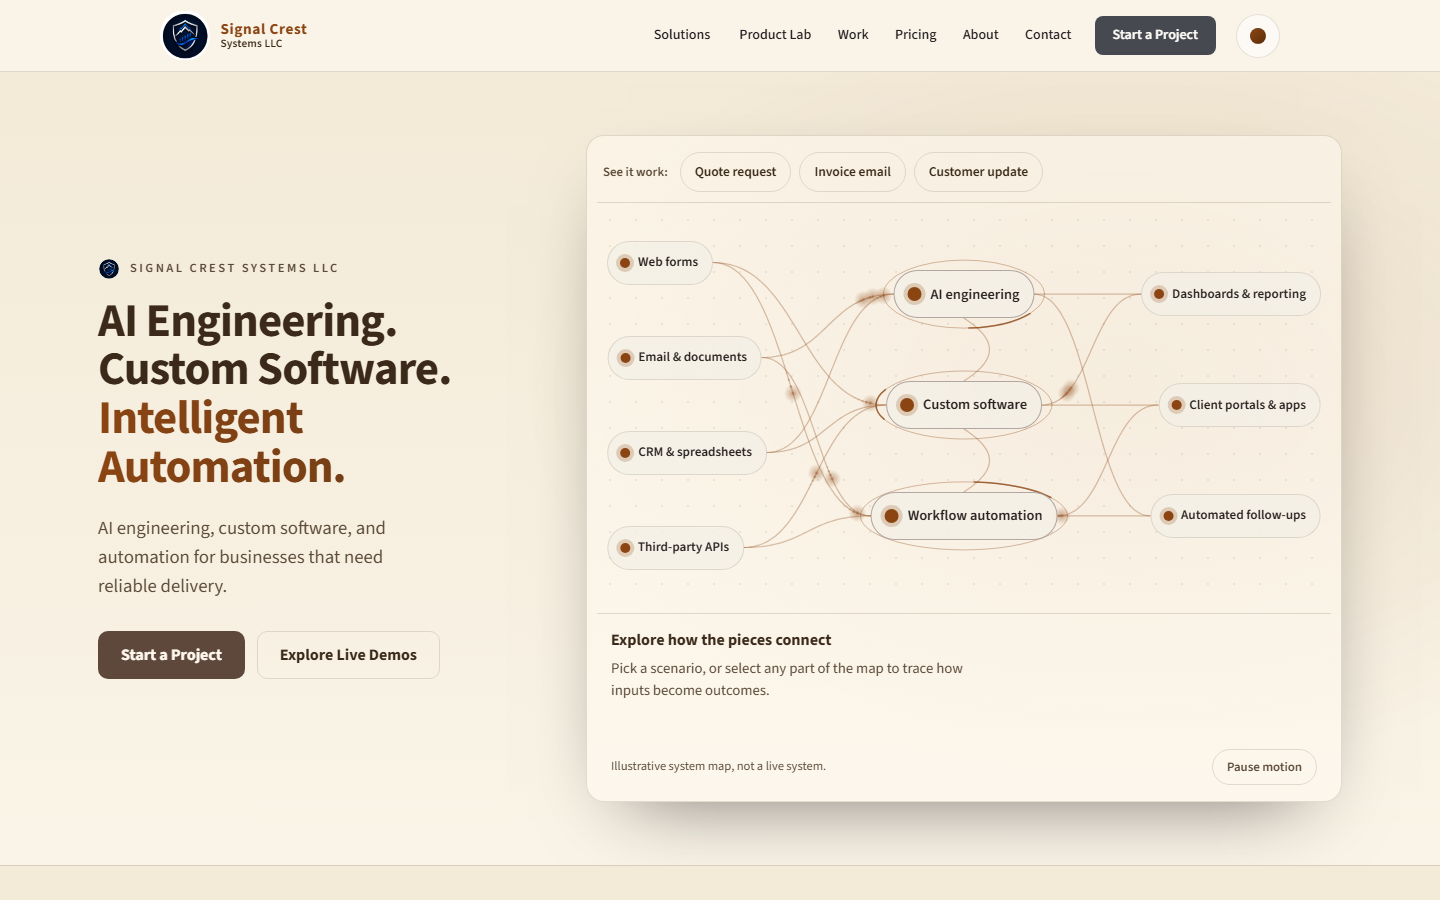 Signal Crest
Systems LLC
Solutions
Product Lab
Work
Pricing
About
Contact
Start a Project
SIGNAL CREST SYSTEMS LLC
AI Engineering.
Custom Software.
Intelligent
Automation.
AI engineering, custom software, and
automation for businesses that need
reliable delivery.
Start a Project
Explore Live Demos
See it work:
Quote request
Invoice email
Customer update
Web forms
Email & documents
CRM & spreadsheets
Third-party APIs
AI engineering
Custom software
Workflow automation
Dashboards & reporting
Client portals & apps
Automated follow-ups
Explore how the pieces connect
Pick a scenario, or select any part of the map to trace how
inputs become outcomes.
Illustrative system map, not a live system.
Pause motion